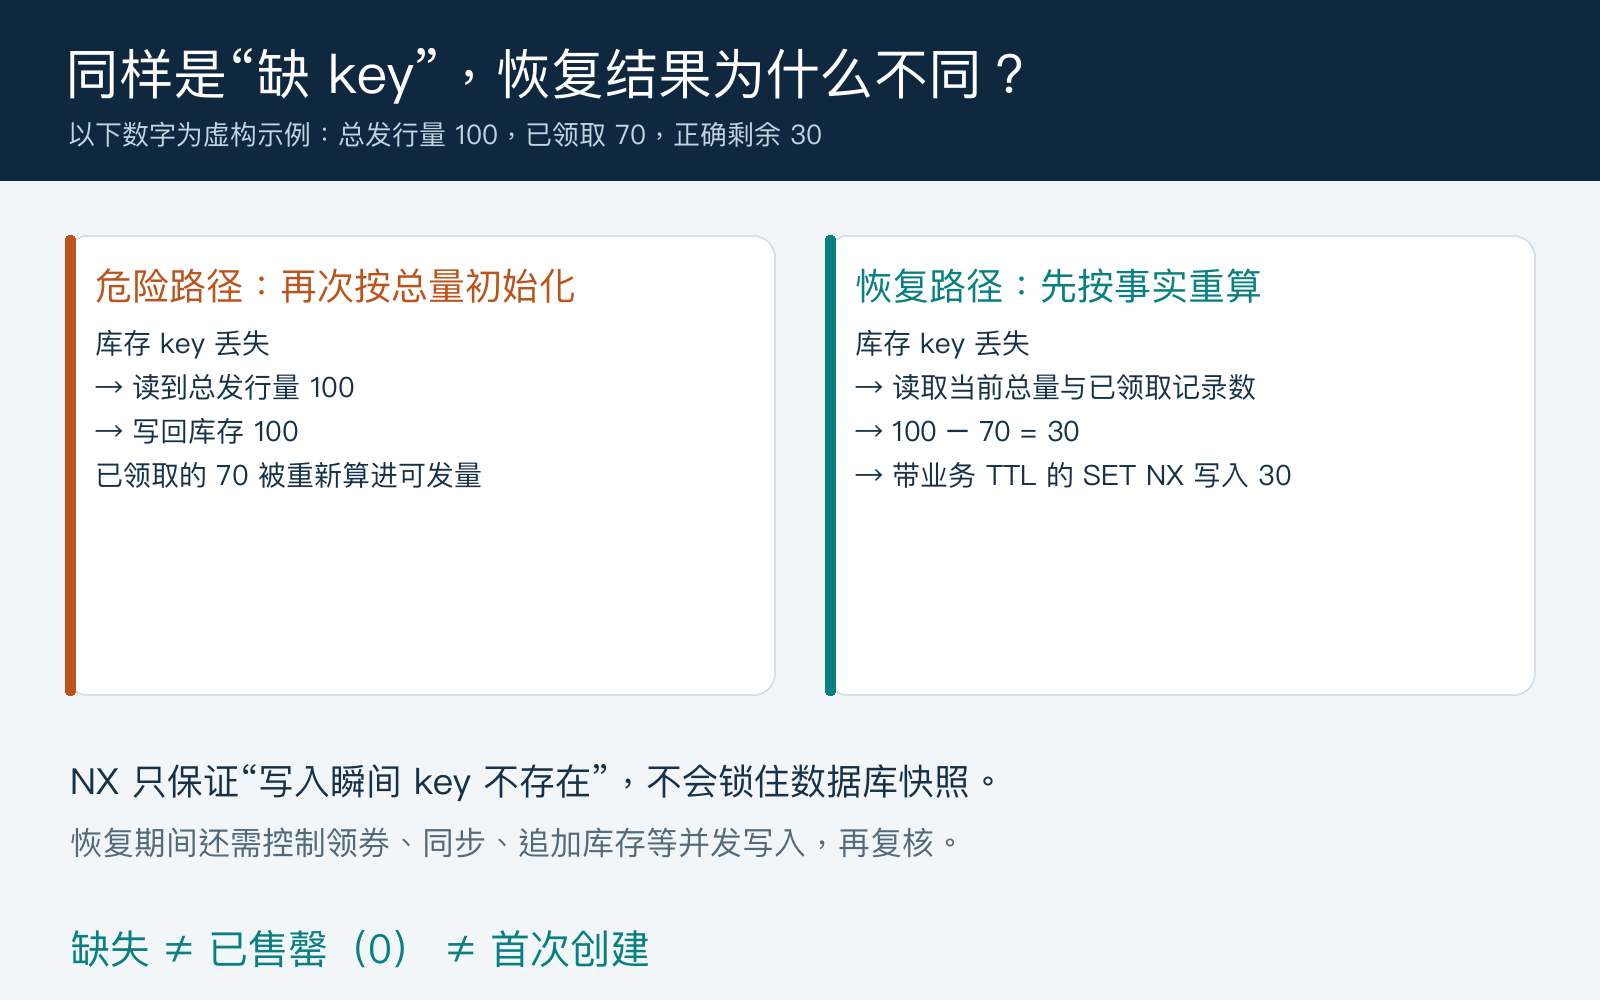 同样是“缺 key”，恢复结果为什么不同？
以下数字为虚构示例：总发行量 100，已领取 70，正确剩余 30
危险路径：再次按总量初始化
库存 key 丢失
→ 读到总发行量 100
→ 写回库存 100
已领取的 70 被重新算进可发量
恢复路径：先按事实重算
库存 key 丢失
→ 读取当前总量与已领取记录数
→ 100 − 70 = 30
→ 带业务 TTL 的 SET NX 写入 30
NX 只保证“写入瞬间 key 不存在”，不会锁住数据库快照。
恢复期间还需控制领券、同步、追加库存等并发写入，再复核。
缺失 ≠ 已售罄（0） ≠ 首次创建